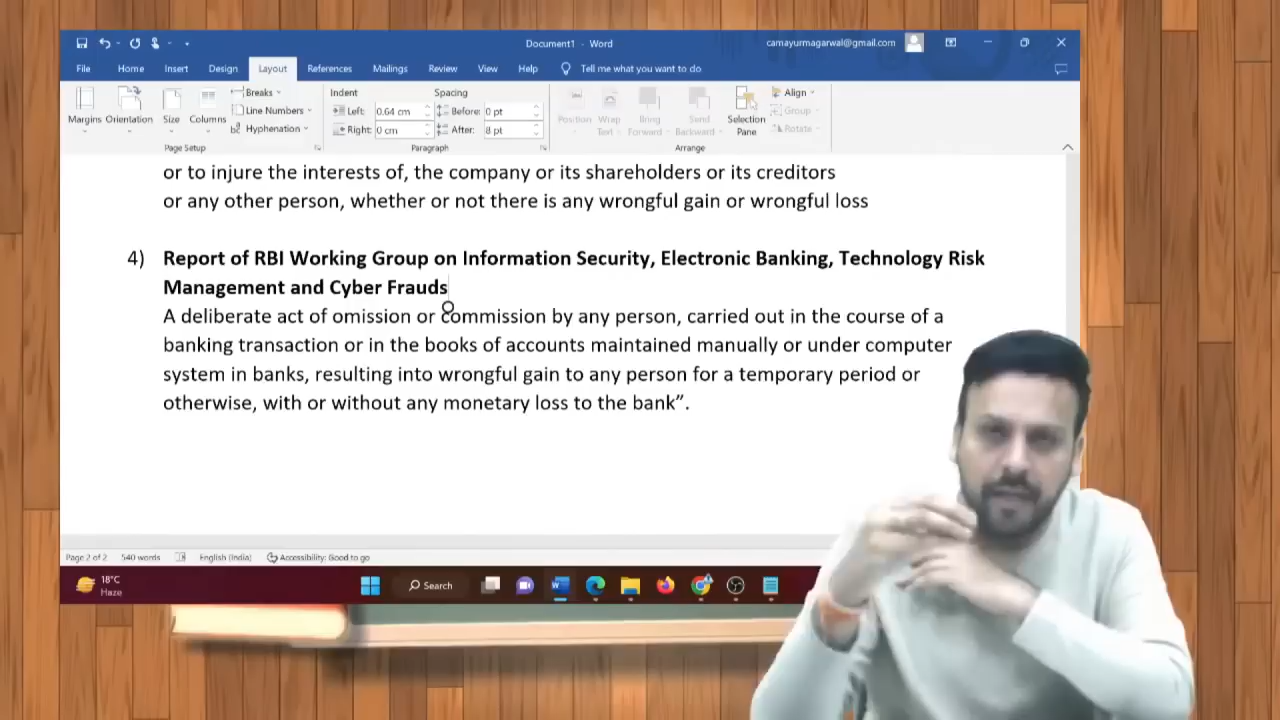 Document1 - Word
camayurmagarwal@gmail.com
File Home Insert Design Layout References Mailings Review View Help Tell me what you want to do
Margins Orientation Size Columns
Breaks
Line Numbers
Hyphenation
Page Setup
Indent
Left: 0.64 cm
Right: 0 cm
Spacing
Before: 0 pt
After: 8 pt
Paragraph
Position Wrap Text Bring Forward Send Backward Selection Pane
Align
Group
Rotate
Arrange
or to injure the interests of, the company or its shareholders or its creditors
or any other person, whether or not there is any wrongful gain or wrongful loss
4) Report of RBI Working Group on Information Security, Electronic Banking, Technology Risk
Management and Cyber Frauds
A deliberate act of omission or commission by any person, carried out in the course of a
banking transaction or in the books of accounts maintained manually or under computer
system in banks, resulting into wrongful gain to any person for a temporary period or
otherwise, with or without any monetary loss to the bank”.
Page 2 of 2 540 words English (India) Accessibility: Good to go
18°C
Haze
Search